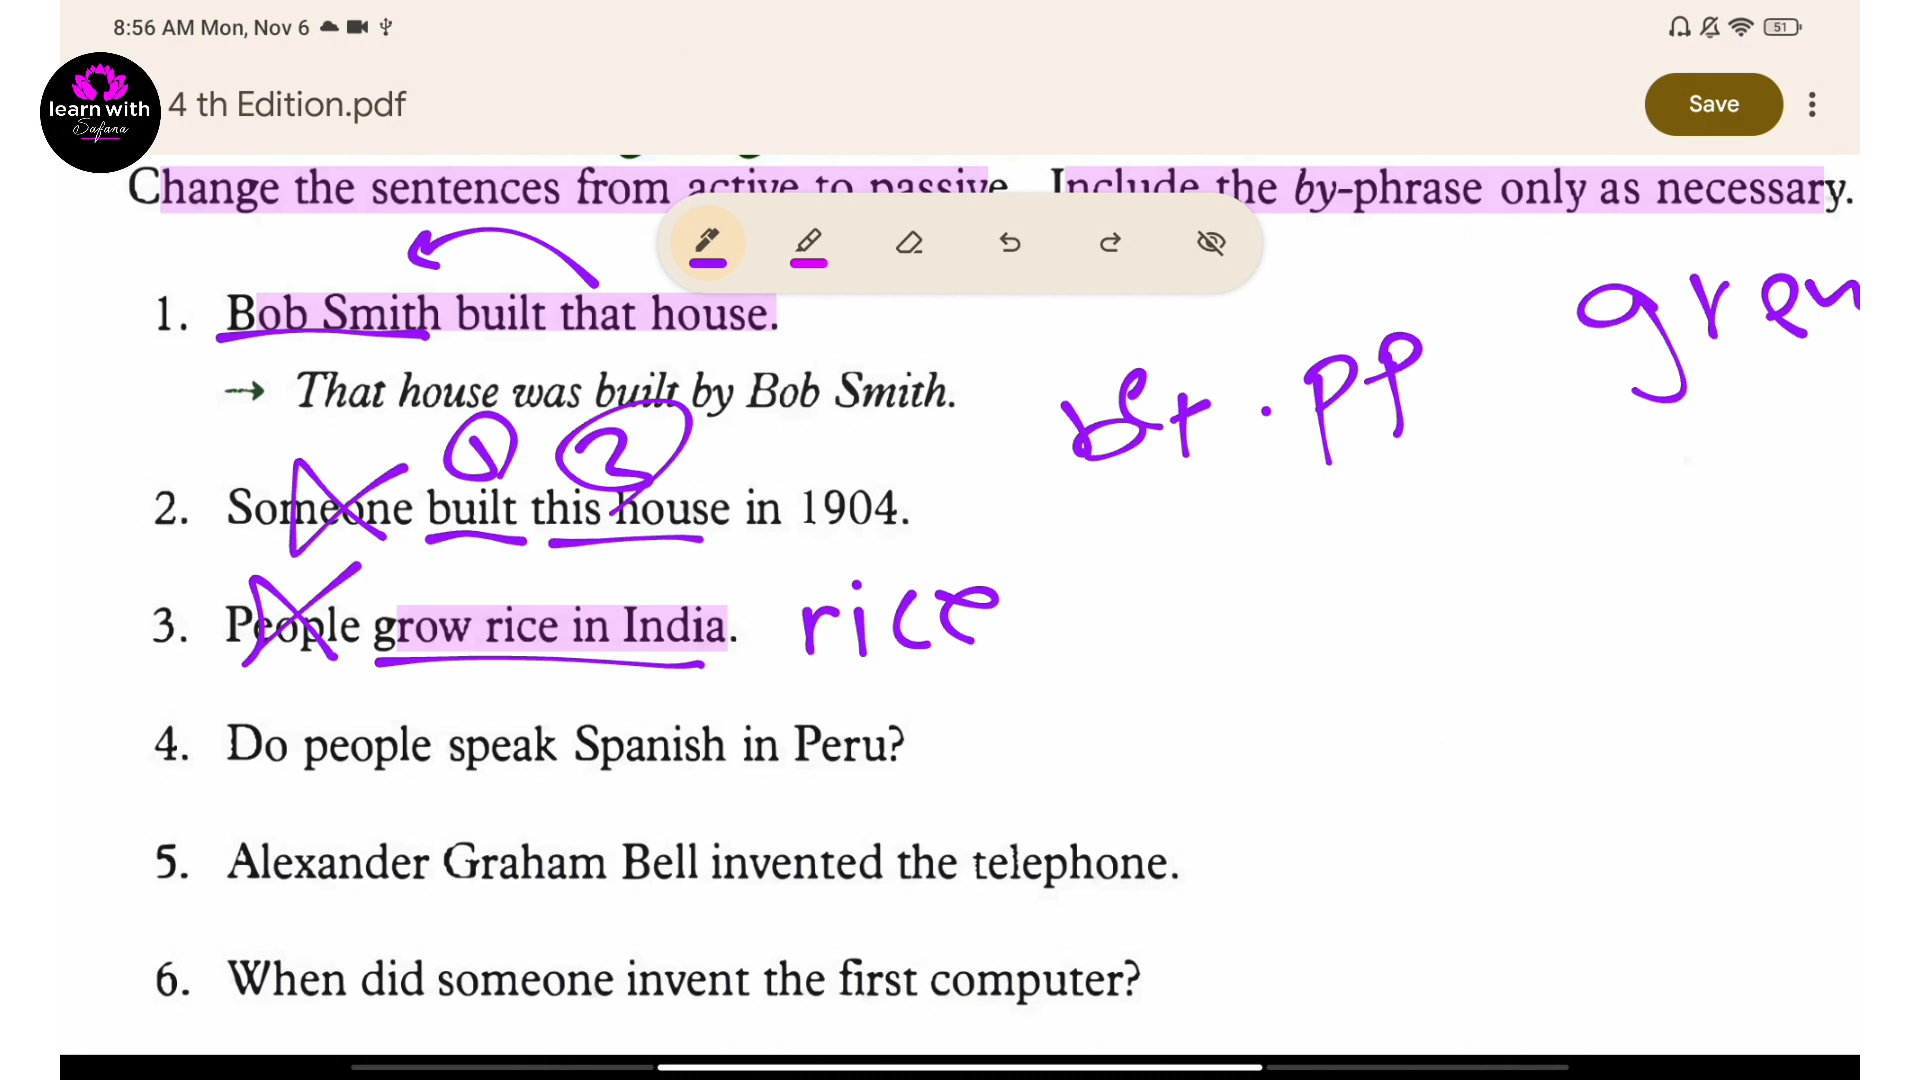 8:56 AM Mon, Nov 6
51
learn with
Safana
4 th Edition.pdf
Save
Change the sentences from active to passive. Include the by-phrase only as necessary.
1. Bob Smith built that house.
→ That house was built by Bob Smith.
be + pp
1 2
2. Someone built this house in 1904.
3. People grow rice in India.
rice
4. Do people speak Spanish in Peru?
5. Alexander Graham Bell invented the telephone.
6. When did someone invent the first computer?